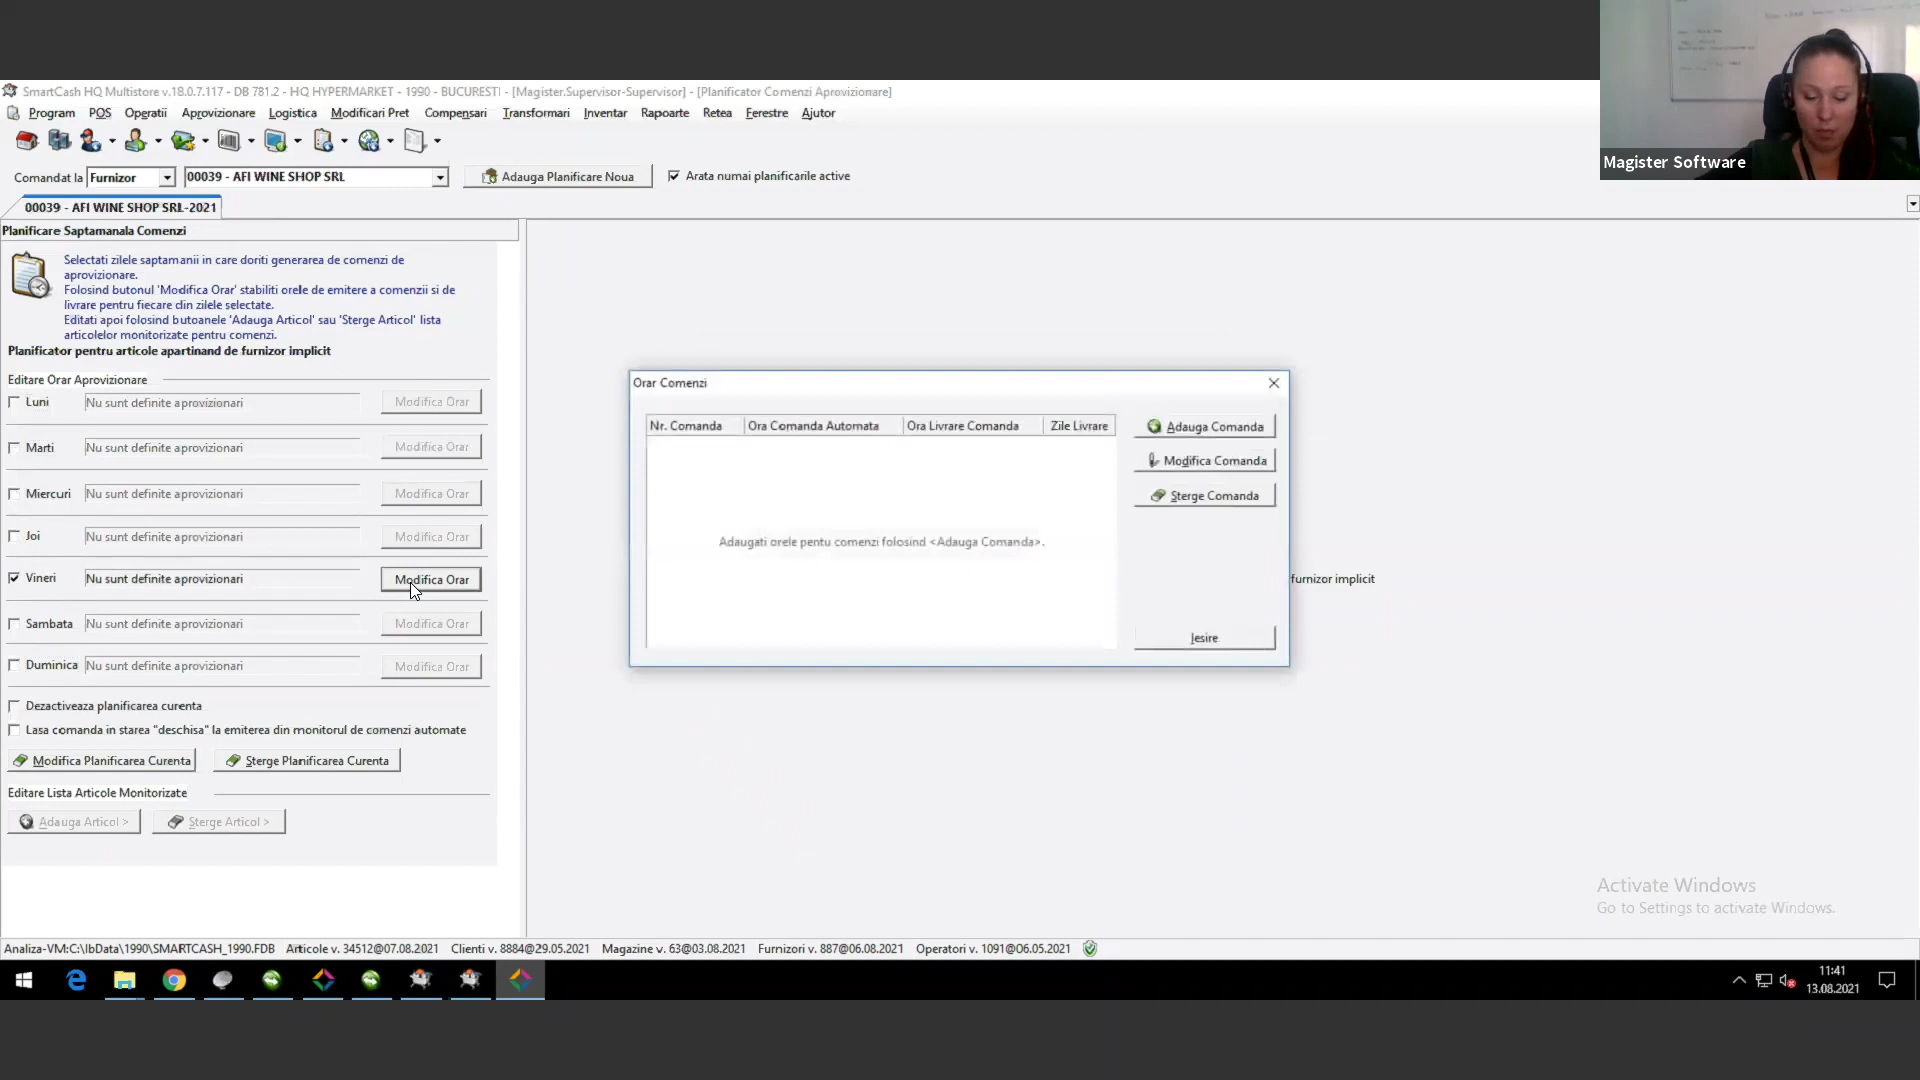 Magister Software
SmartCash HQ Multistore v.18.0.7.117 - DB 781.2 - HQ HYPERMARKET - 1990 - BUCURESTI - [Magister.Supervisor-Supervisor] - [Planificator Comenzi Aprovizionare]
Program POS Operatii Aprovizionare Logistica Modificari Pret Compensari Transformari Inventar Rapoarte Retea Ferestre Ajutor
Comandat la Furnizor 00039 - AFI WINE SHOP SRL Adauga Planificare Noua Arata numai planificarile active
00039 - AFI WINE SHOP SRL-2021
Planificare Saptamanala Comenzi
Selectati zilele saptamanii in care doriti generarea de comenzi de
aprovizionare.
Folosind butonul 'Modifica Orar' stabiliti orele de emitere a comenzii si de
livrare pentru fiecare din zilele selectate.
Editati apoi folosind butoanele 'Adauga Articol' sau 'Sterge Articol' lista
articolelor monitorizate pentru comenzi.
Planificator pentru articole apartinand de furnizor implicit
Editare Orar Aprovizionare
Luni Nu sunt definite aprovizionari Modifica Orar
Marti Nu sunt definite aprovizionari Modifica Orar
Miercuri Nu sunt definite aprovizionari Modifica Orar
Joi Nu sunt definite aprovizionari Modifica Orar
Vineri Nu sunt definite aprovizionari Modifica Orar
Sambata Nu sunt definite aprovizionari Modifica Orar
Duminica Nu sunt definite aprovizionari Modifica Orar
Dezactiveaza planificarea curenta
Lasa comanda in starea "deschisa" la emiterea din monitorul de comenzi automate
Modifica Planificarea Curenta Sterge Planificarea Curenta
Editare Lista Articole Monitorizate
Adauga Articol > Sterge Articol >
Orar Comenzi
Nr. Comanda Ora Comanda Automata Ora Livrare Comanda Zile Livrare
Adaugati orele pentu comenzi folosind <Adauga Comanda>.
Adauga Comanda
Modifica Comanda
Sterge Comanda
Iesire
furnizor implicit
Activate Windows
Go to Settings to activate Windows.
Analiza-VM:C:\IbData\1990\SMARTCASH_1990.FDB Articole v. 34512@07.08.2021 Clienti v. 8884@29.05.2021 Magazine v. 63@03.08.2021 Furnizori v. 887@06.08.2021 Operatori v. 1091@06.05.2021
11:41
13.08.2021